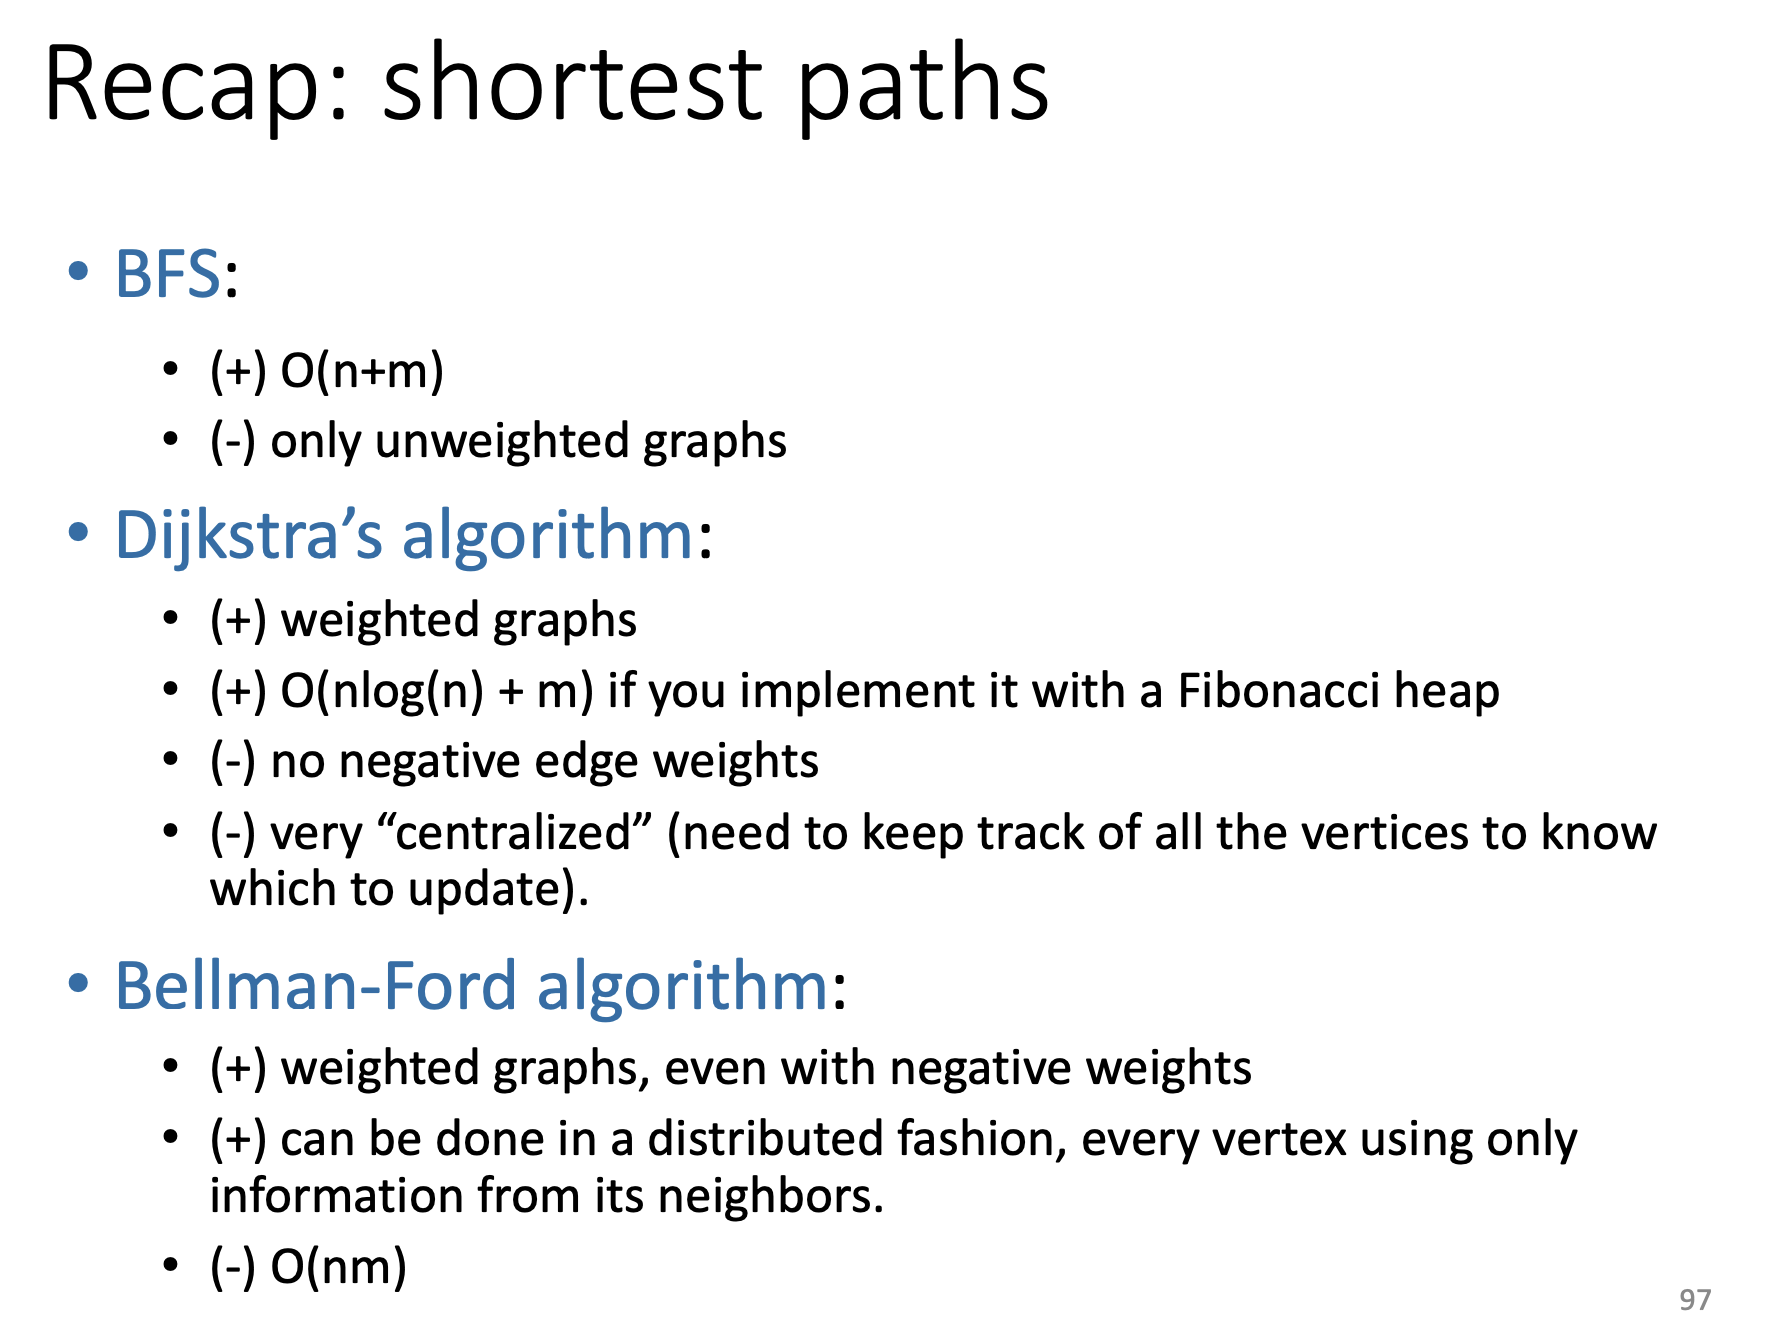 Recap: shortest paths
• BFS:
• (+) O(n+m)
• (-) only unweighted graphs
• Dijkstra’s algorithm:
• (+) weighted graphs
• (+) O(nlog(n) + m) if you implement it with a Fibonacci heap
• (-) no negative edge weights
• (-) very “centralized” (need to keep track of all the vertices to know
which to update).
• Bellman-Ford algorithm:
• (+) weighted graphs, even with negative weights
• (+) can be done in a distributed fashion, every vertex using only
information from its neighbors.
• (-) O(nm)
97